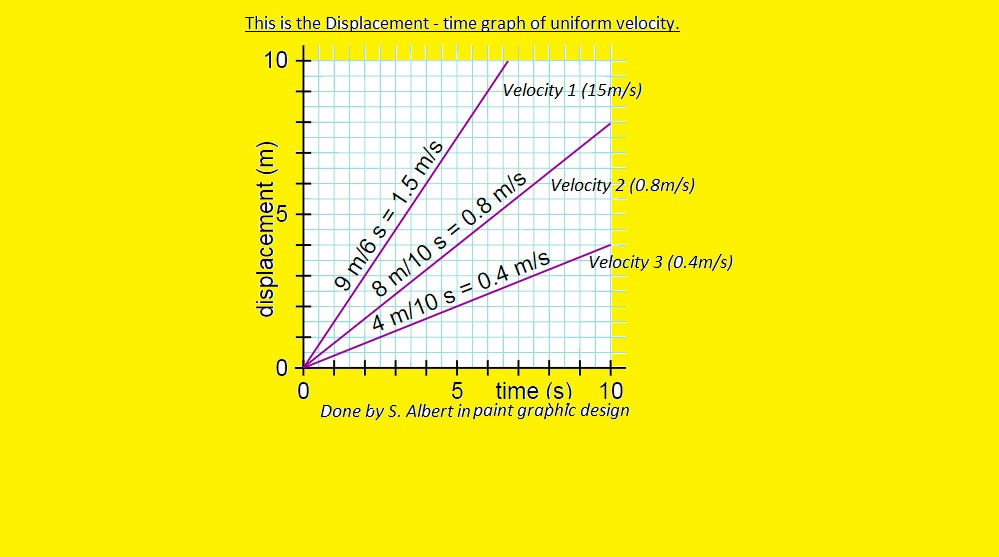 This is the Displacement - time graph of uniform velocity.
10
Velocity 1 (15m/s)
9 m/6 s = 1.5 m/s
Velocity 2 (0.8m/s)
8 m/10 s = 0.8 m/s
displacement (m)
5
Velocity 3 (0.4m/s)
4 m/10 s = 0.4 m/s
0
0
5
time (s)
10
Done by S. Albert in paint graphic design